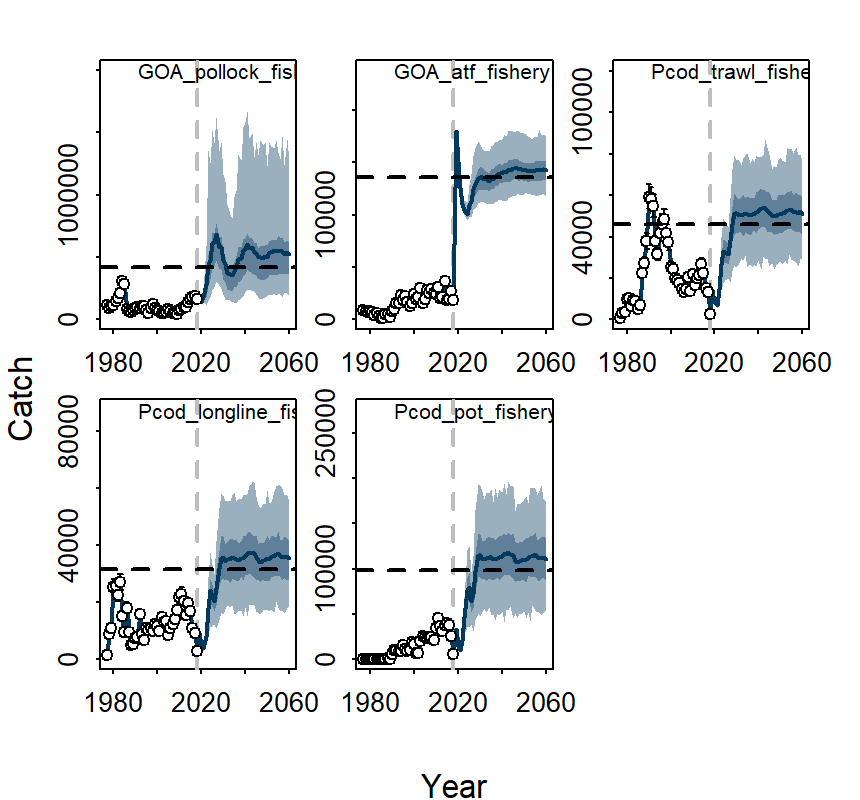 GOA_pollock_fis
GOA_atf_fishery
Pcod_trawl_fishe
0 1000000
0 100000
0 40000 100000
1980 2020 2060
1980 2020 2060
1980 2020 2060
Catch
Pcod_longline_fis
Pcod_pot_fishery
0 40000 80000
0 100000 250000
1980 2020 2060
1980 2020 2060
Year